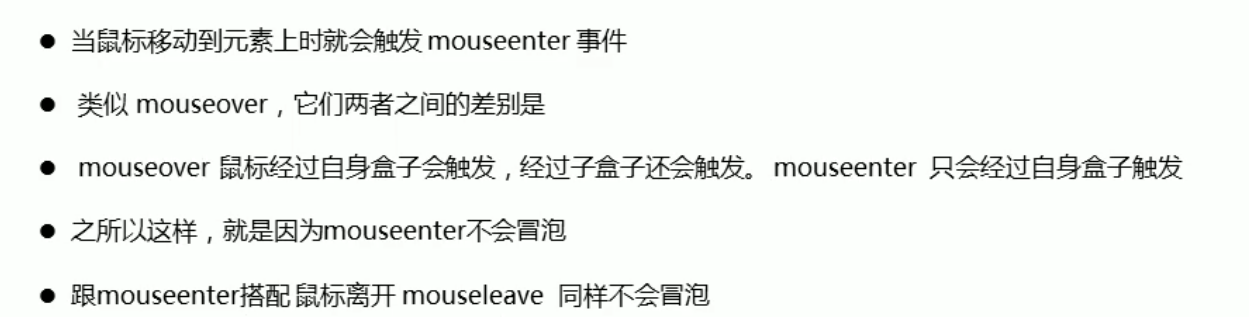 ● 当鼠标移动到元素上时就会触发 mouseenter 事件
● 类似 mouseover，它们两者之间的差别是
● mouseover 鼠标经过自身盒子会触发，经过子盒子还会触发。 mouseenter 只会经过自身盒子触发
● 之所以这样，就是因为mouseenter不会冒泡
● 跟mouseenter搭配 鼠标离开 mouseleave 同样不会冒泡